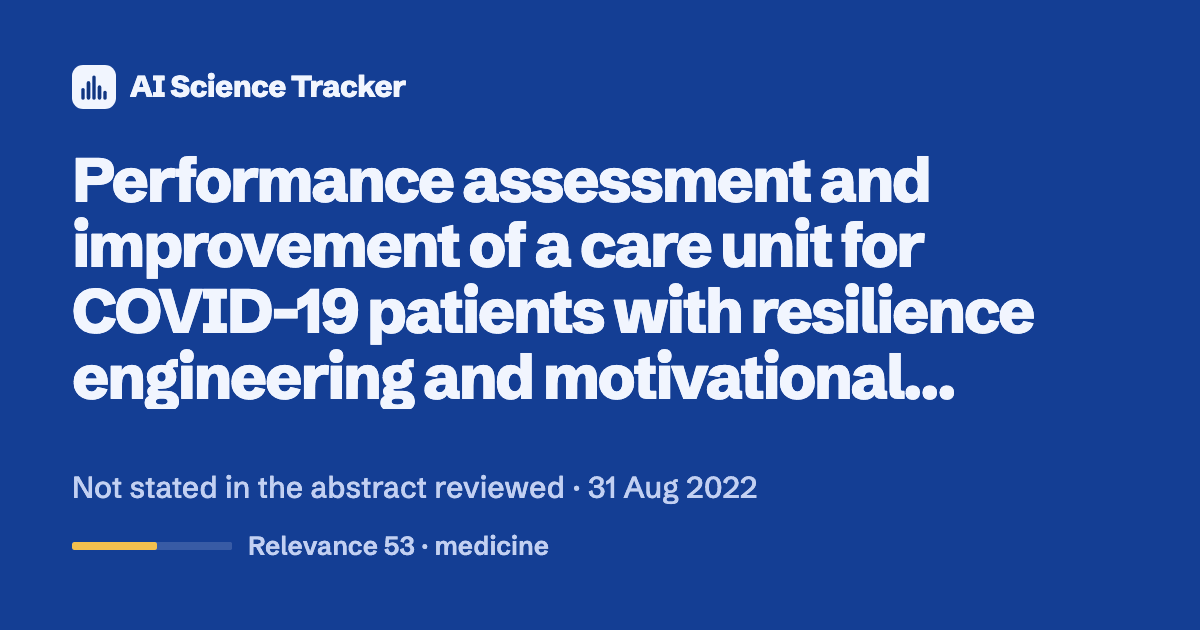 AI Science Tracker
Performance assessment and
improvement of a care unit for
COVID-19 patients with resilience
engineering and motivational...
Not stated in the abstract reviewed · 31 Aug 2022
Relevance 53 · medicine